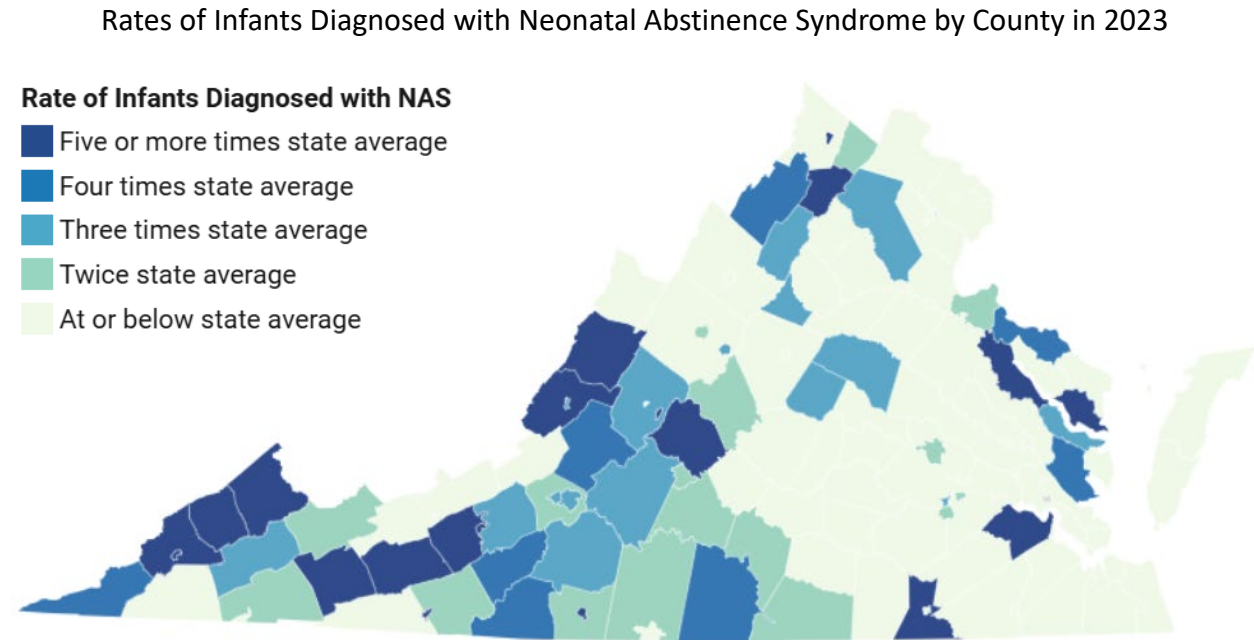 Rates of Infants Diagnosed with Neonatal Abstinence Syndrome by County in 2023
Rate of Infants Diagnosed with NAS
Five or more times state average
Four times state average
Three times state average
Twice state average
At or below state average